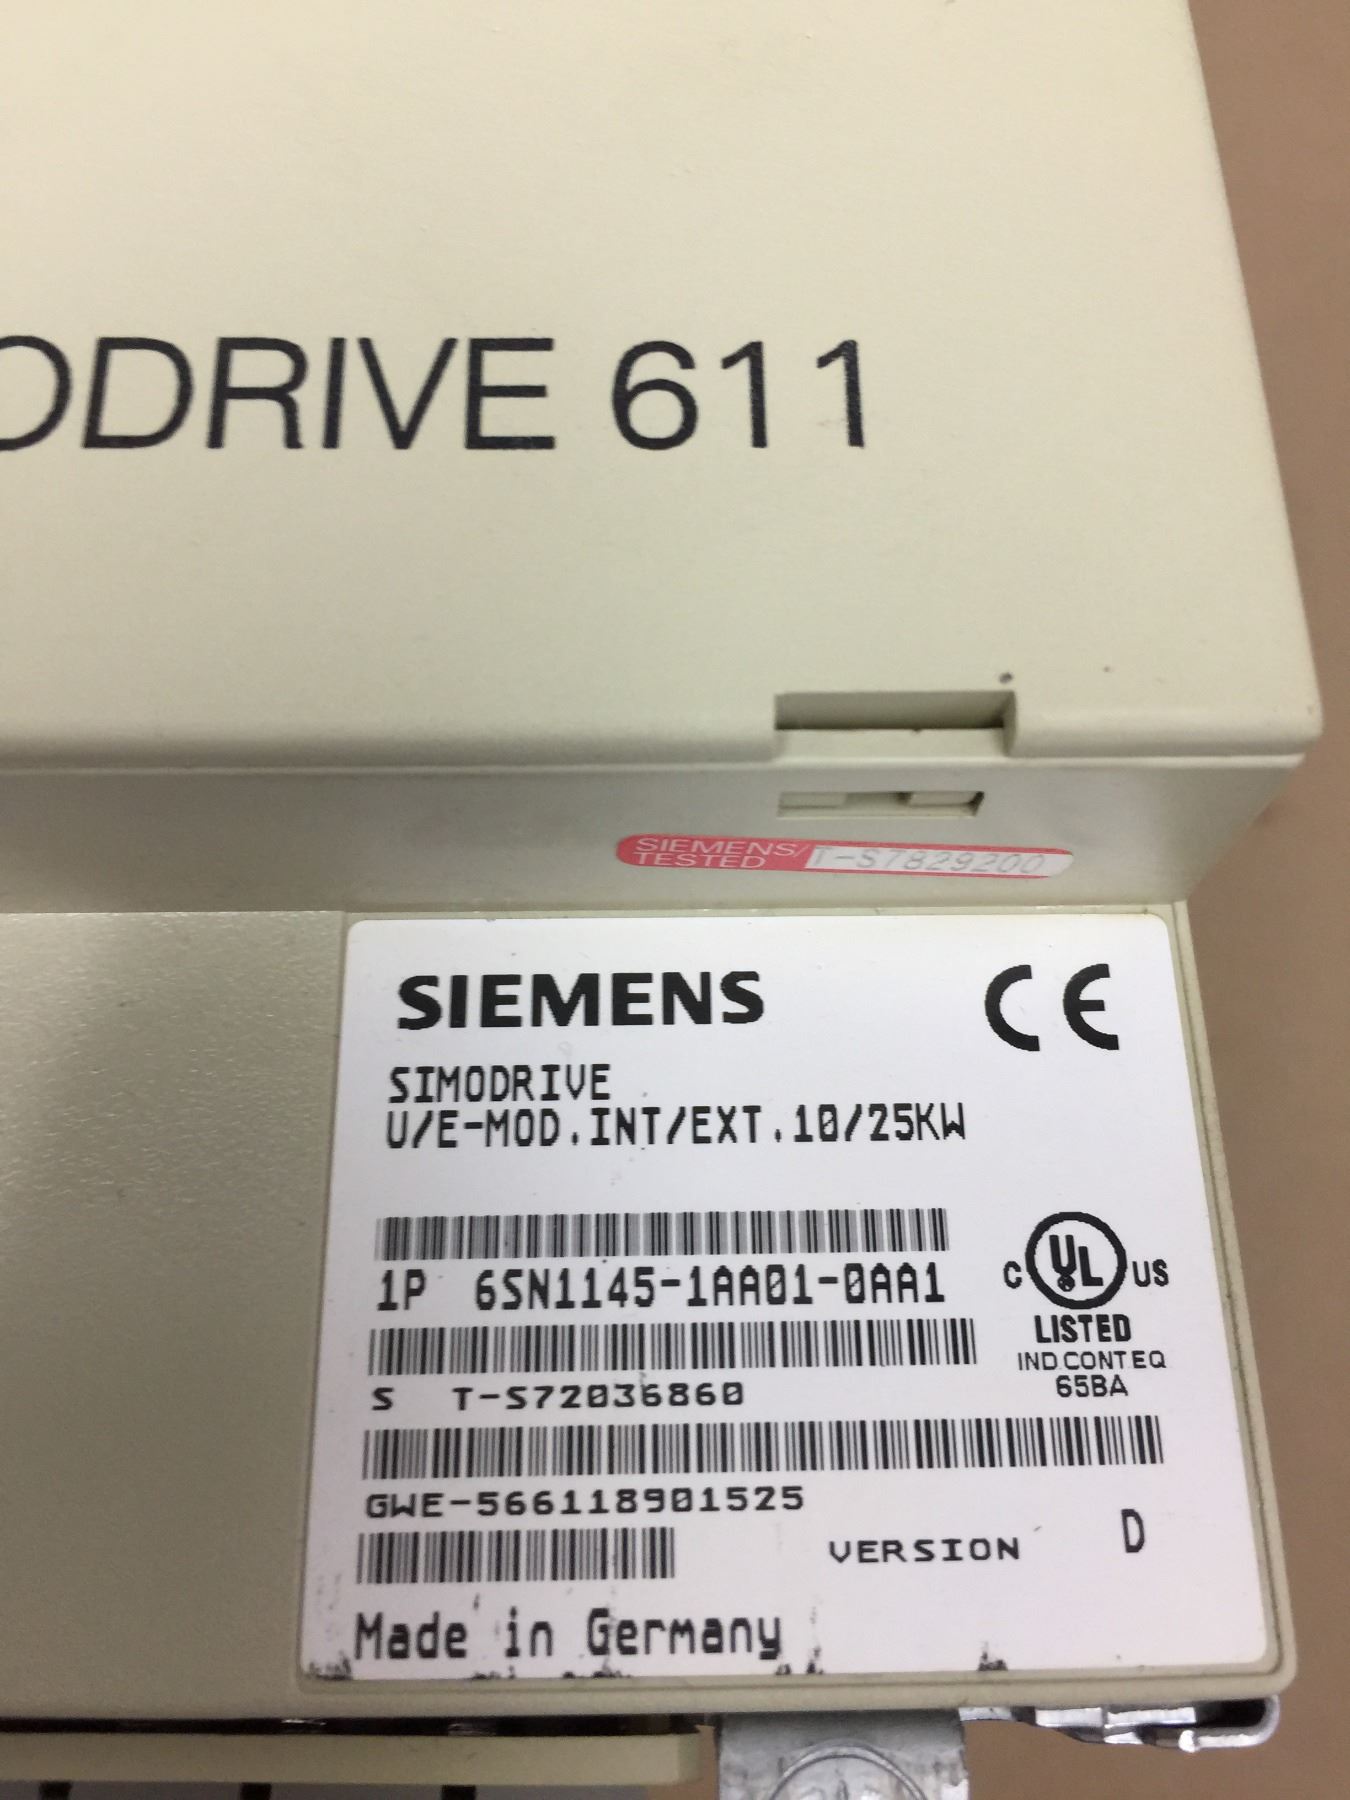 ODRIVE 611
SIEMENS/ TESTED T-S7829200
SIEMENS CE
SIMODRIVE
U/E-MOD.INT/EXT.10/25KW
1P 6SN1145-1AA01-0AA1
C UL US
LISTED
IND.CONT.EQ
65BA
S T-S72036860
GWE-566118901525
VERSION D
Made in Germany